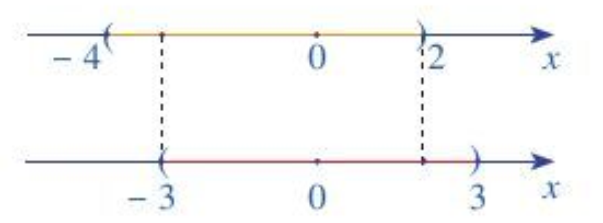 ( )
– 4 0 2 x
( )
– 3 0 3 x